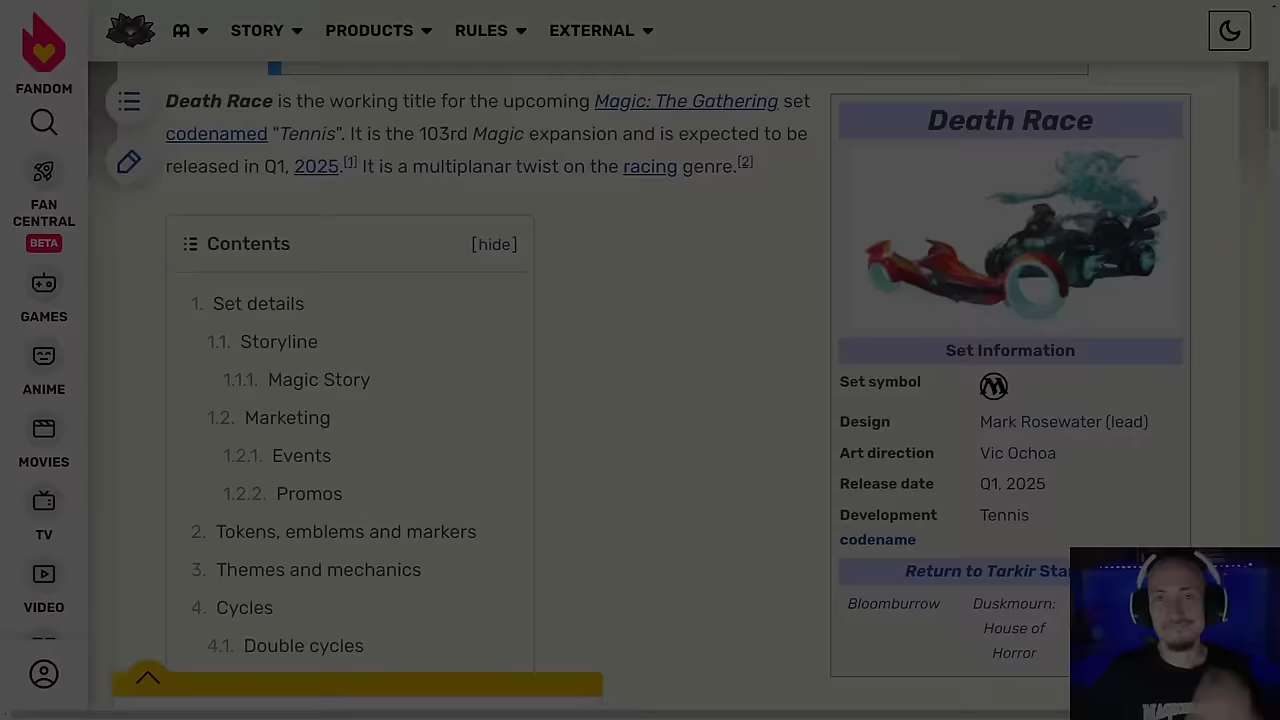 STORY
PRODUCTS
RULES
EXTERNAL
FANDOM
FAN
CENTRAL
BETA
GAMES
ANIME
MOVIES
TV
VIDEO
Death Race is the working title for the upcoming Magic: The Gathering set
codenamed "Tennis". It is the 103rd Magic expansion and is expected to be
released in Q1, 2025.[1] It is a multiplanar twist on the racing genre.[2]
Contents [hide]
1. Set details
1.1. Storyline
1.1.1. Magic Story
1.2. Marketing
1.2.1. Events
1.2.2. Promos
2. Tokens, emblems and markers
3. Themes and mechanics
4. Cycles
4.1. Double cycles
Death Race
Set Information
Set symbol
Design Mark Rosewater (lead)
Art direction Vic Ochoa
Release date Q1, 2025
Development Tennis
codename
Return to Tarkir
Bloomburrow Duskmourn:
House of
Horror